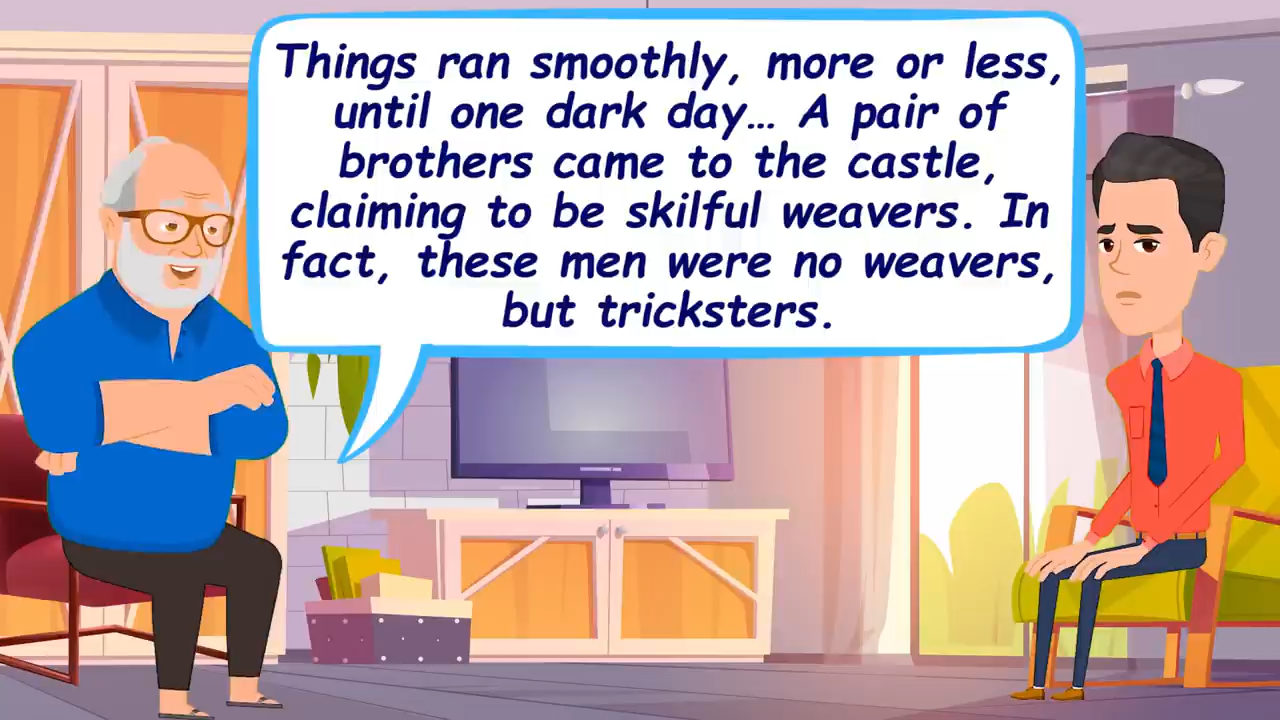 Things ran smoothly, more or less,
until one dark day... A pair of
brothers came to the castle,
claiming to be skilful weavers. In
fact, these men were no weavers,
but tricksters.